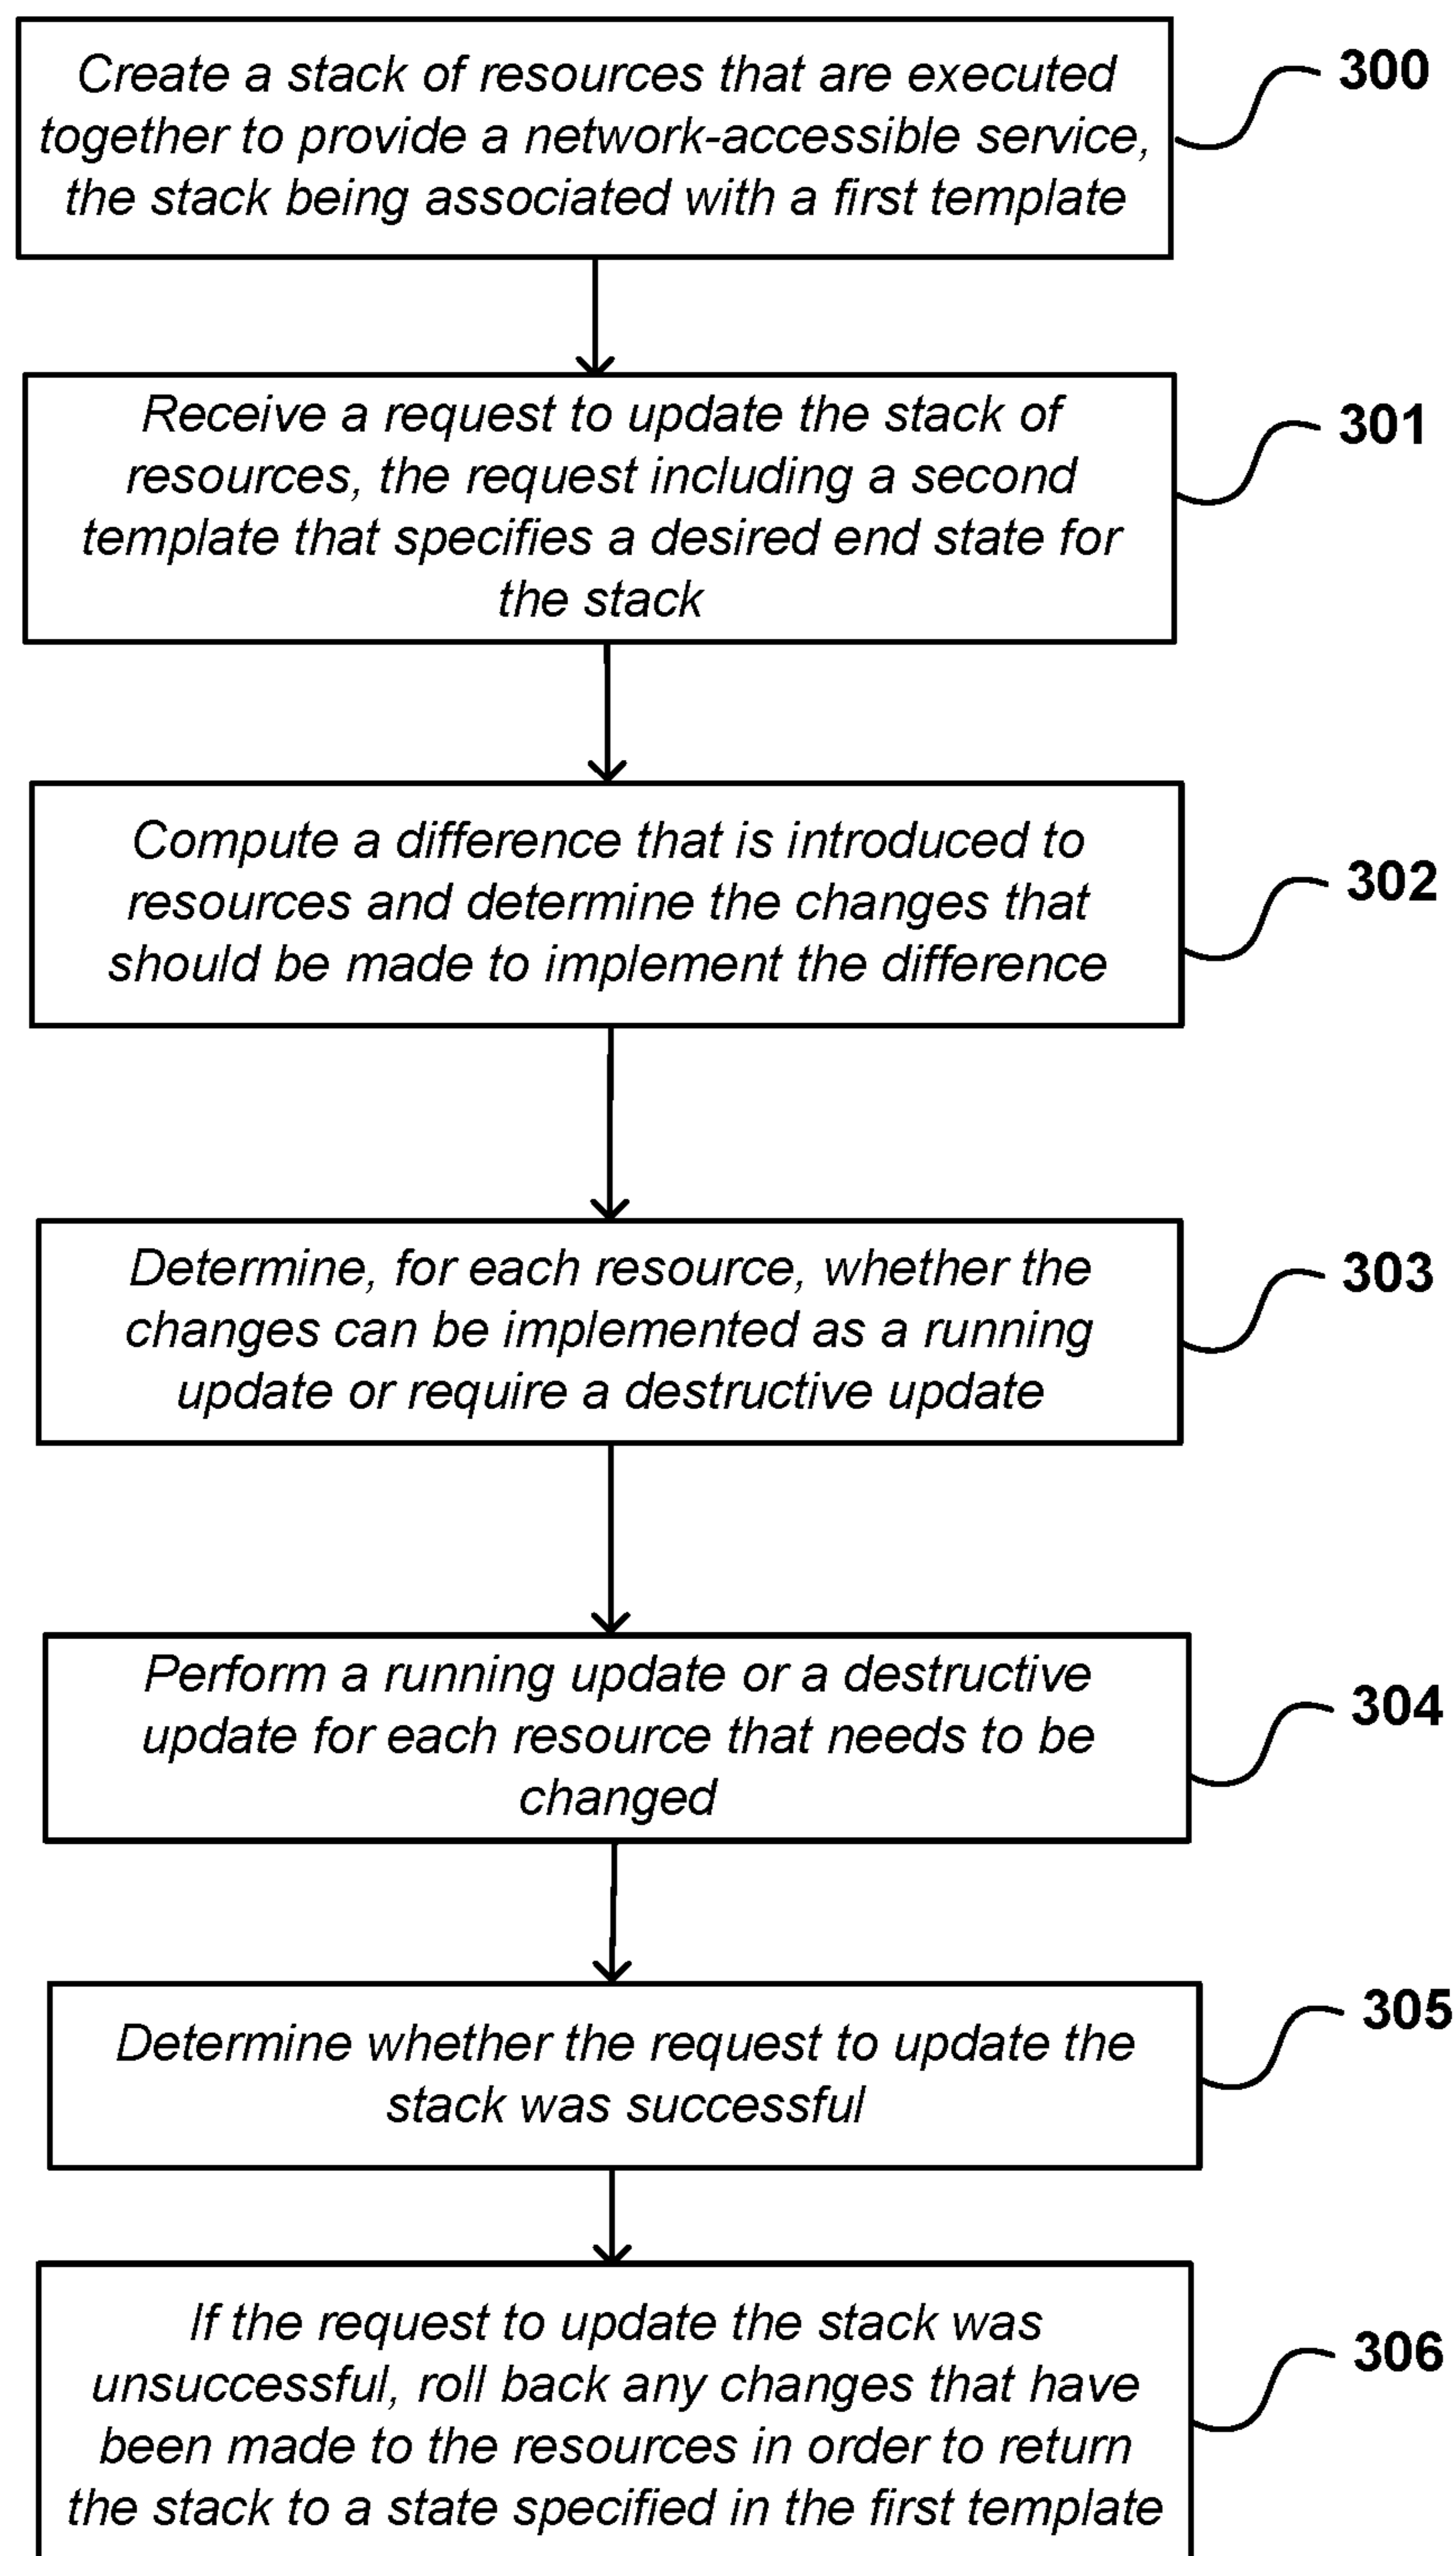 Create a stack of resources that are executed
together to provide a network-accessible service,
the stack being associated with a first template
300
Receive a request to update the stack of
resources, the request including a second
template that specifies a desired end state for
the stack
301
Compute a difference that is introduced to
resources and determine the changes that
should be made to implement the difference
302
Determine, for each resource, whether the
changes can be implemented as a running
update or require a destructive update
303
Perform a running update or a destructive
update for each resource that needs to be
changed
304
Determine whether the request to update the
stack was successful
305
If the request to update the stack was
unsuccessful, roll back any changes that have
been made to the resources in order to return
the stack to a state specified in the first template
306